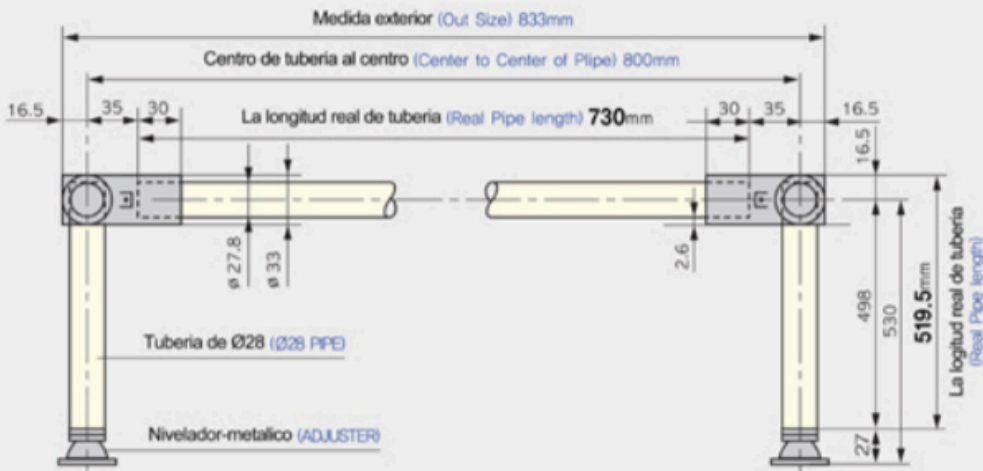 Medida exterior (Out Size) 833mm
Centro de tuberia al centro (Center to Center of Plipe) 800mm
16.5 35 30 La longitud real de tuberia (Real Pipe length) 730mm 30 35 16.5
16.5
ø 27.8
ø 33
2.6
498
530
519.5mm
La logitud real de tuberia
(Real Pipe length)
Tuberia de Ø28 (Ø28 PIPE)
Nivelador-metalico (ADJUSTER)
27